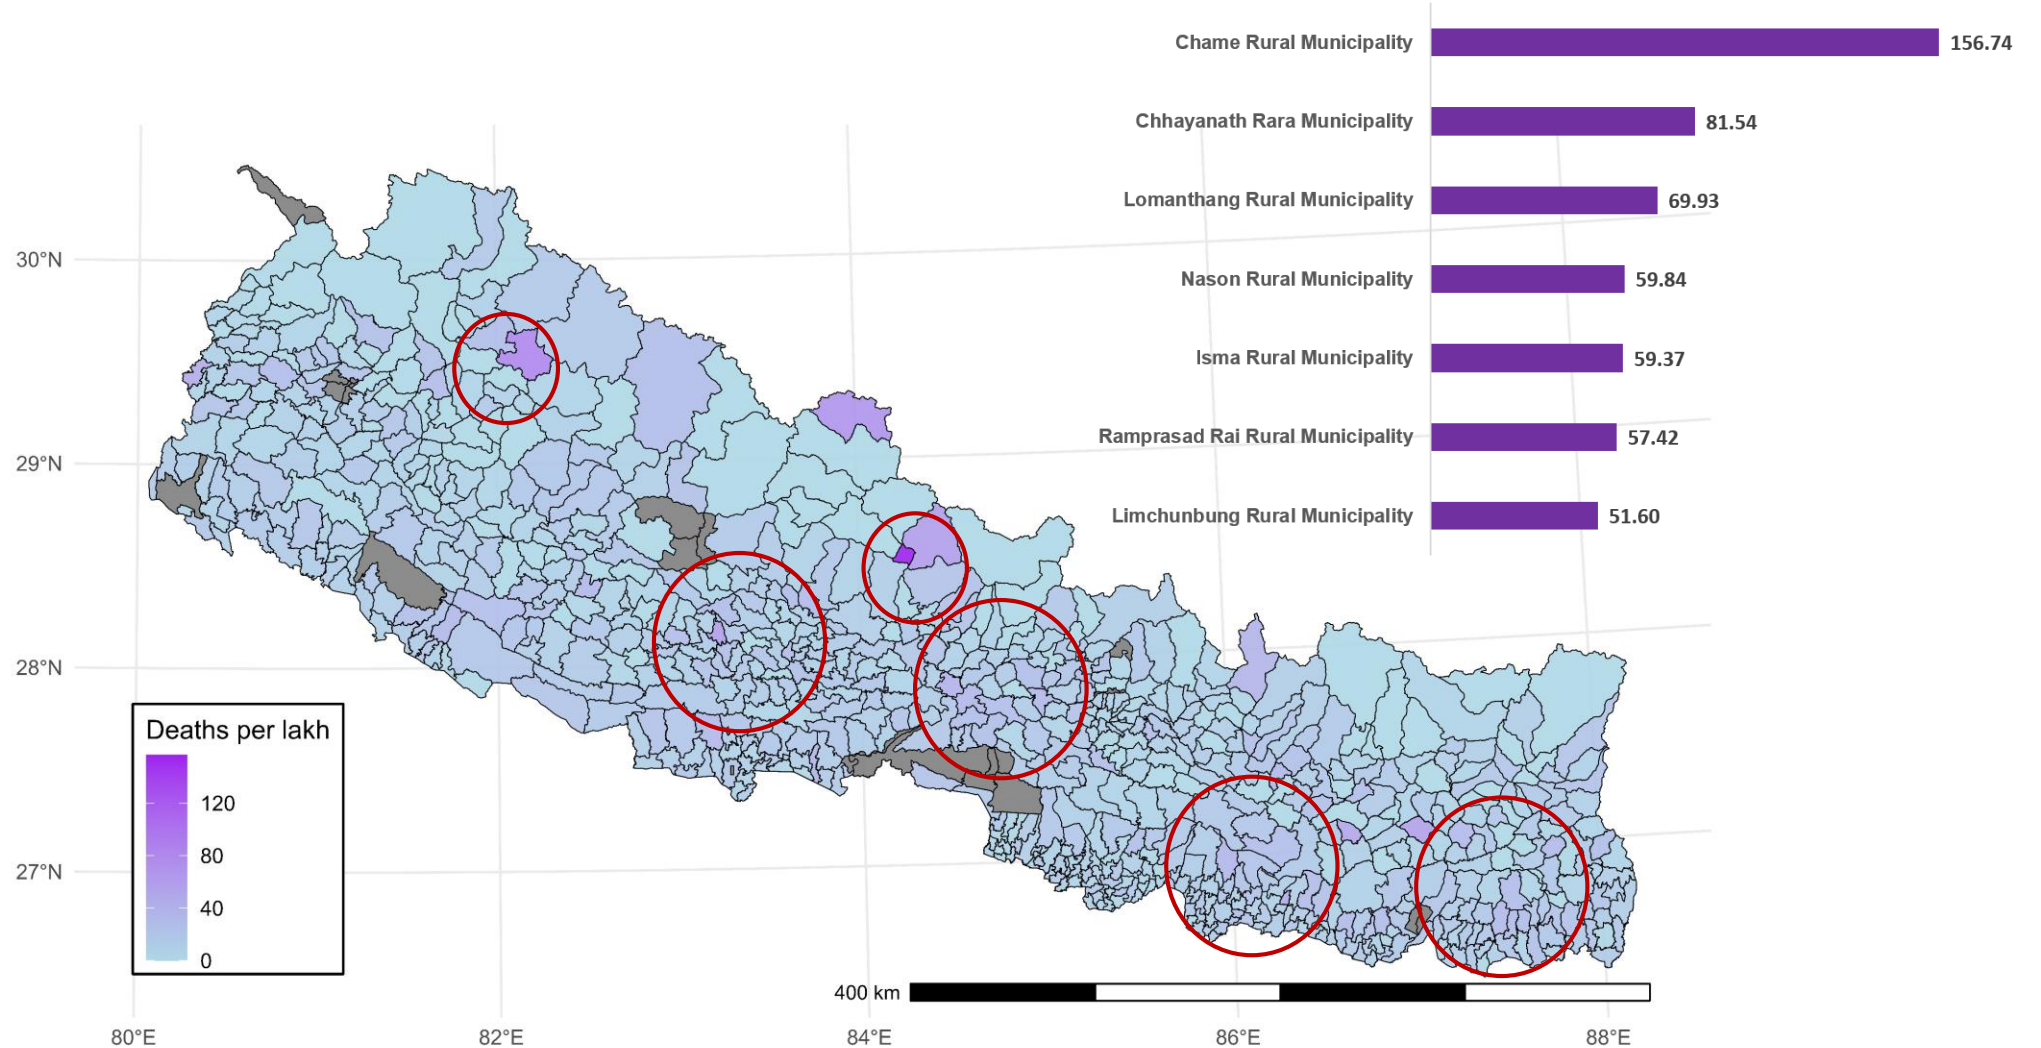 Chame Rural Municipality 156.74
Chhayanath Rara Municipality 81.54
Lomanthang Rural Municipality 69.93
Nason Rural Municipality 59.84
Isma Rural Municipality 59.37
Ramprasad Rai Rural Municipality 57.42
Limchunbung Rural Municipality 51.60
30°N
29°N
28°N
27°N
Deaths per lakh
120
80
40
0
400 km
80°E 82°E 84°E 86°E 88°E